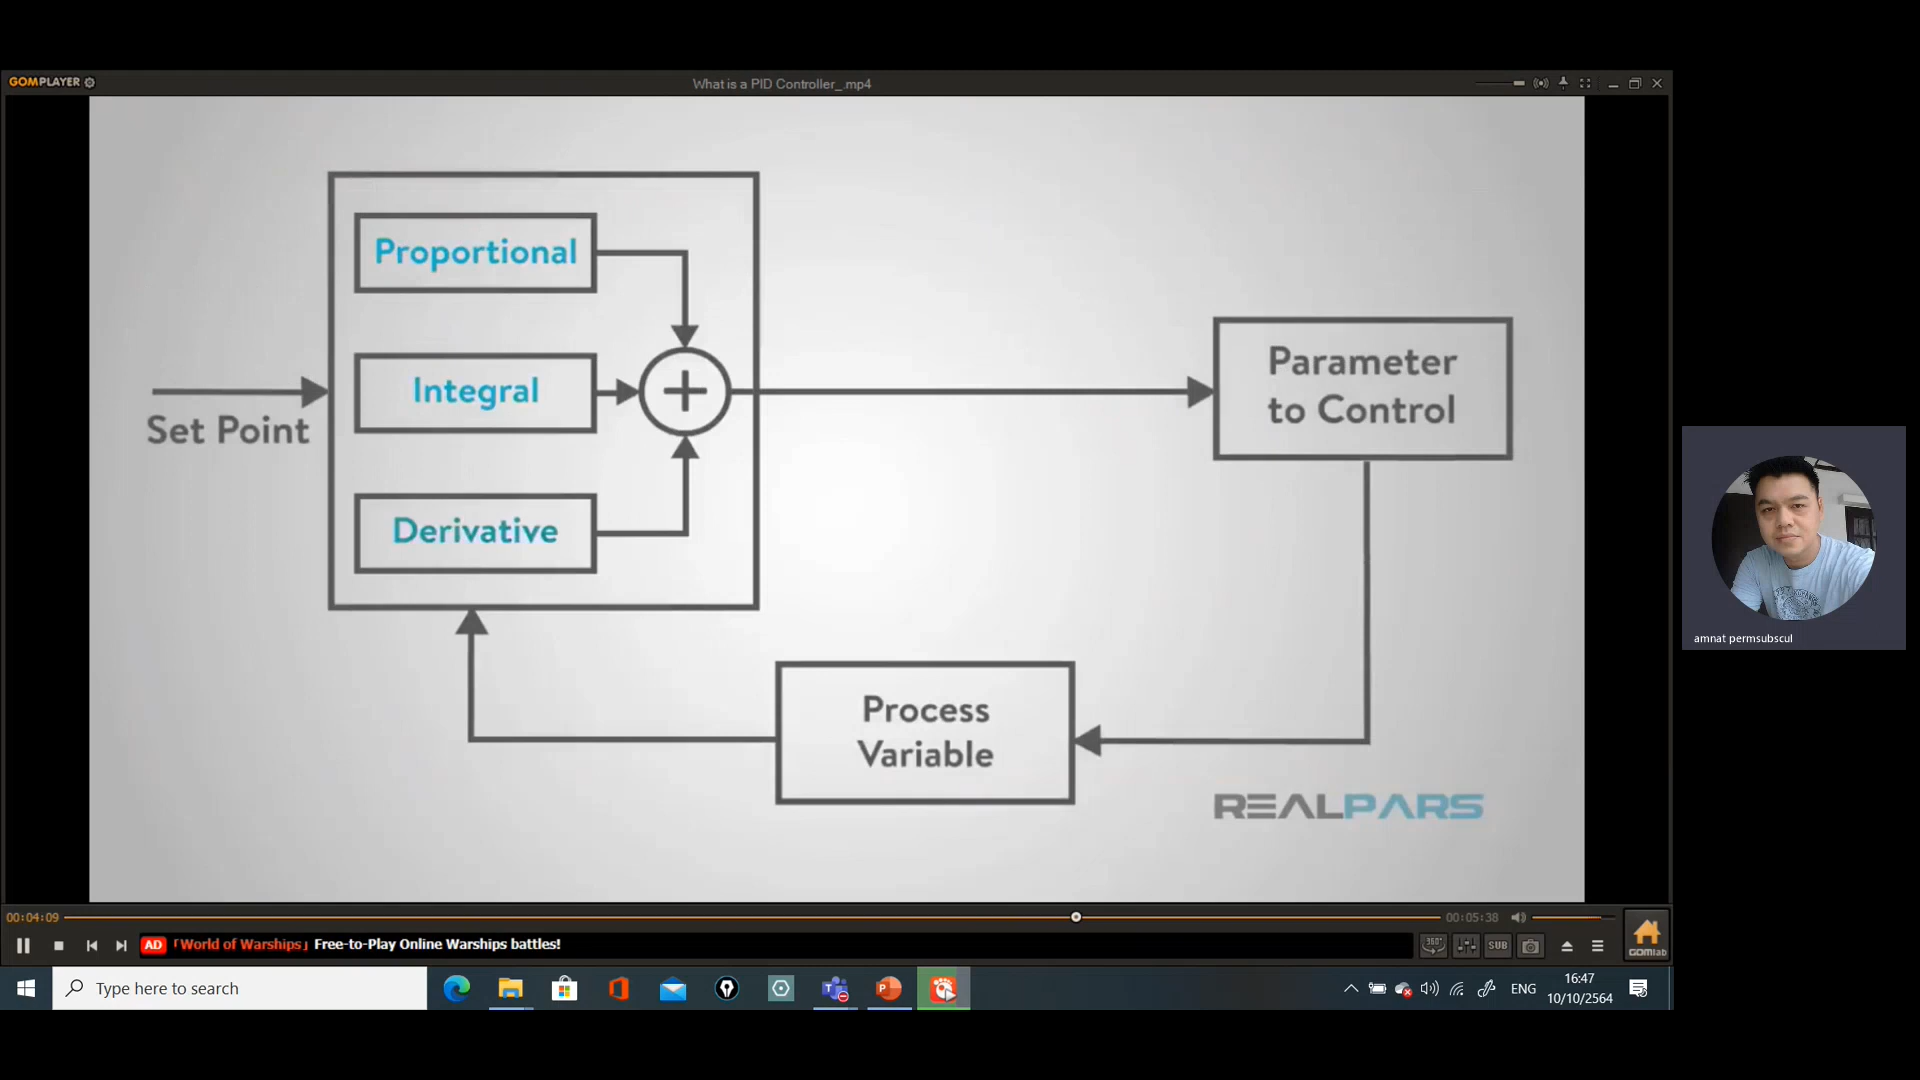 GOMPLAYER
What is a PID Controller_.mp4
Proportional
Integral
Derivative
Set Point
Parameter
to Control
Process
Variable
REALPARS
amnat permsubscul
00:04:09
00:05:38
AD
「World of Warships」 Free-to-Play Online Warships battles!
360°
SUB
GOMlab
Type here to search
ENG
16:47
10/10/2564